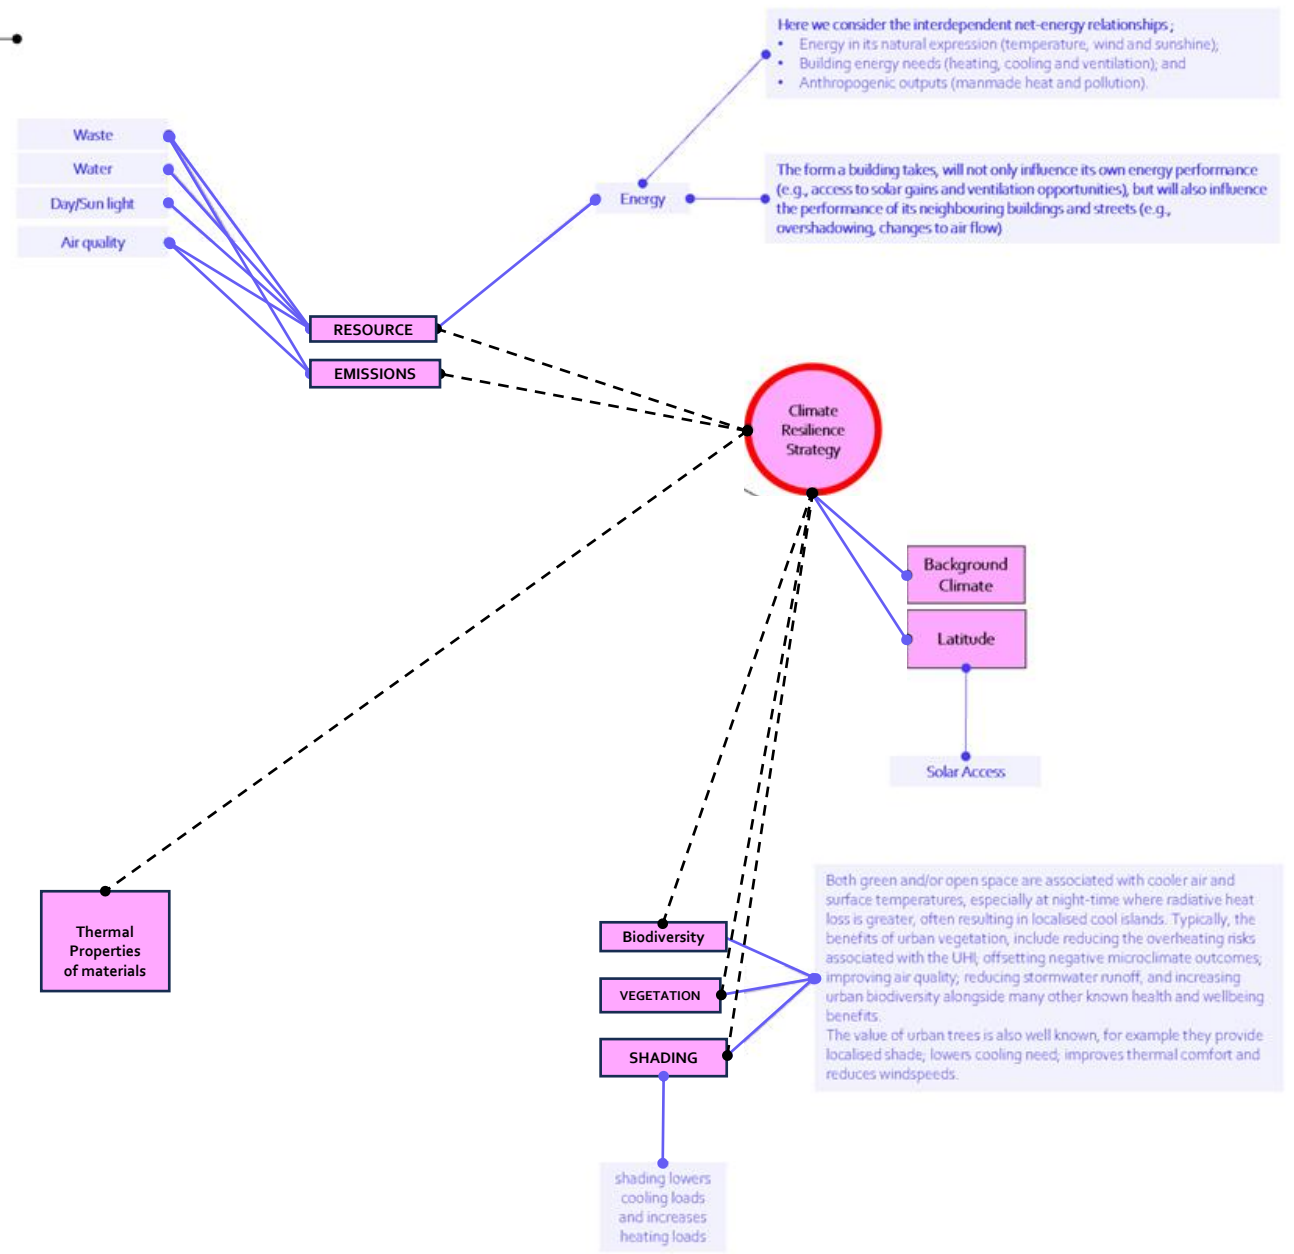 Here we consider the interdependent net-energy relationships ;
• Energy in its natural expression (temperature, wind and sunshine);
• Building energy needs (heating, cooling and ventilation); and
• Anthropogenic outputs (manmade heat and pollution).
Waste
Water
Day/Sun light
Air quality
Energy
The form a building takes, will not only influence its own energy performance
(e.g., access to solar gains and ventilation opportunities), but will also influence
the performance of its neighbouring buildings and streets (e.g.,
overshadowing, changes to air flow)
RESOURCE
EMISSIONS
Climate
Resilience
Strategy
Background
Climate
Latitude
Solar Access
Thermal
Properties
of materials
Biodiversity
VEGETATION
SHADING
Both green and/or open space are associated with cooler air and
surface temperatures, especially at night-time where radiative heat
loss is greater, often resulting in localised cool islands. Typically, the
benefits of urban vegetation, include reducing the overheating risks
associated with the UHI; offsetting negative microclimate outcomes;
improving air quality; reducing stormwater runoff, and increasing
urban biodiversity alongside many other known health and wellbeing
benefits.
The value of urban trees is also well known, for example they provide
localised shade; lowers cooling need; improves thermal comfort and
reduces windspeeds.
shading lowers
cooling loads
and increases
heating loads